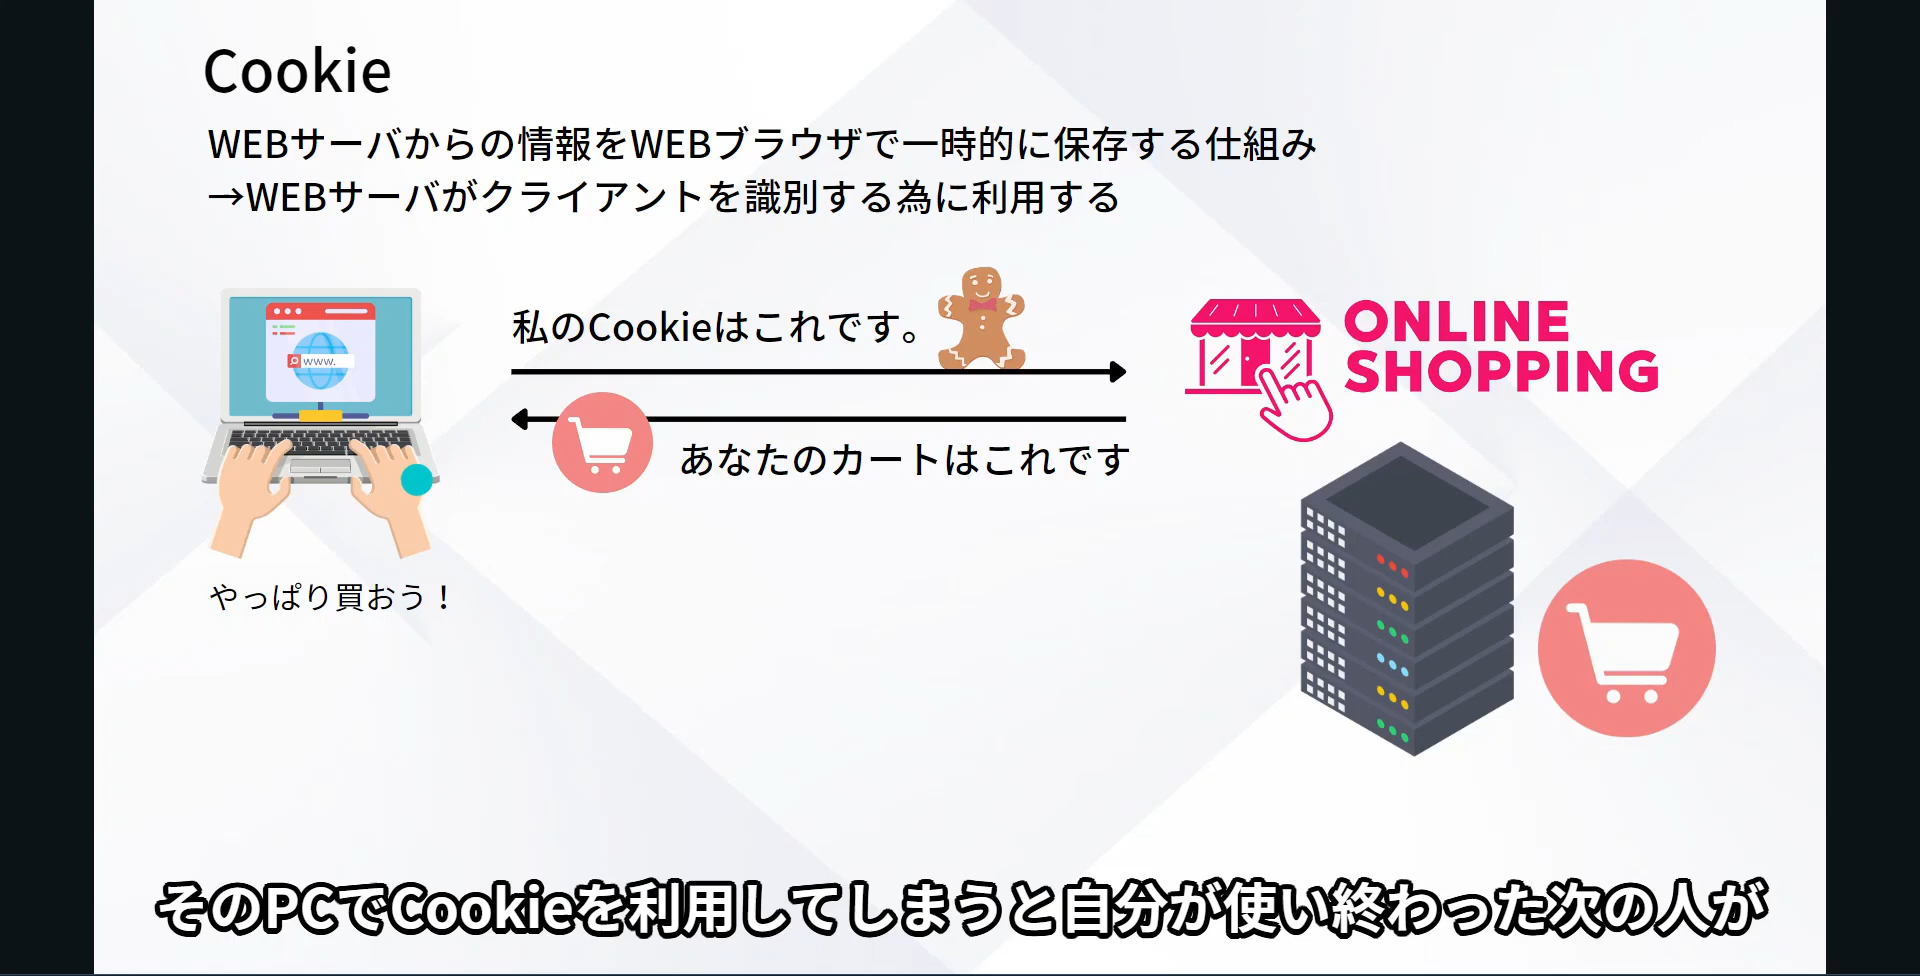 Cookie
WEBサーバからの情報をWEBブラウザで一時的に保存する仕組み
→WEBサーバがクライアントを識別する為に利用する
www.
私のCookieはこれです。
ONLINE
SHOPPING
あなたのカートはこれです
やっぱり買おう！
そのPCでCookieを利用してしまうと自分が使い終わった次の人が